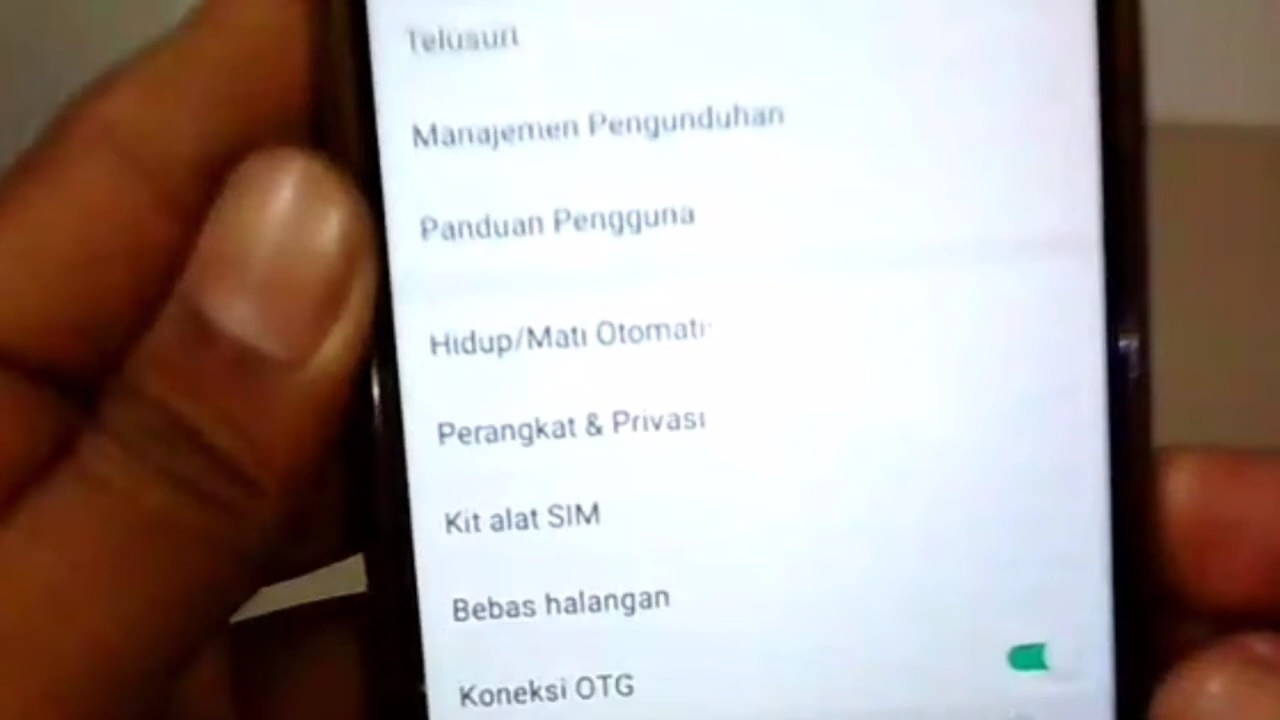 Telusuri
Manajemen Pengunduhan
Panduan Pengguna
Hidup/Mati Otomatis
Perangkat & Privasi
Kit alat SIM
Bebas halangan
Koneksi OTG